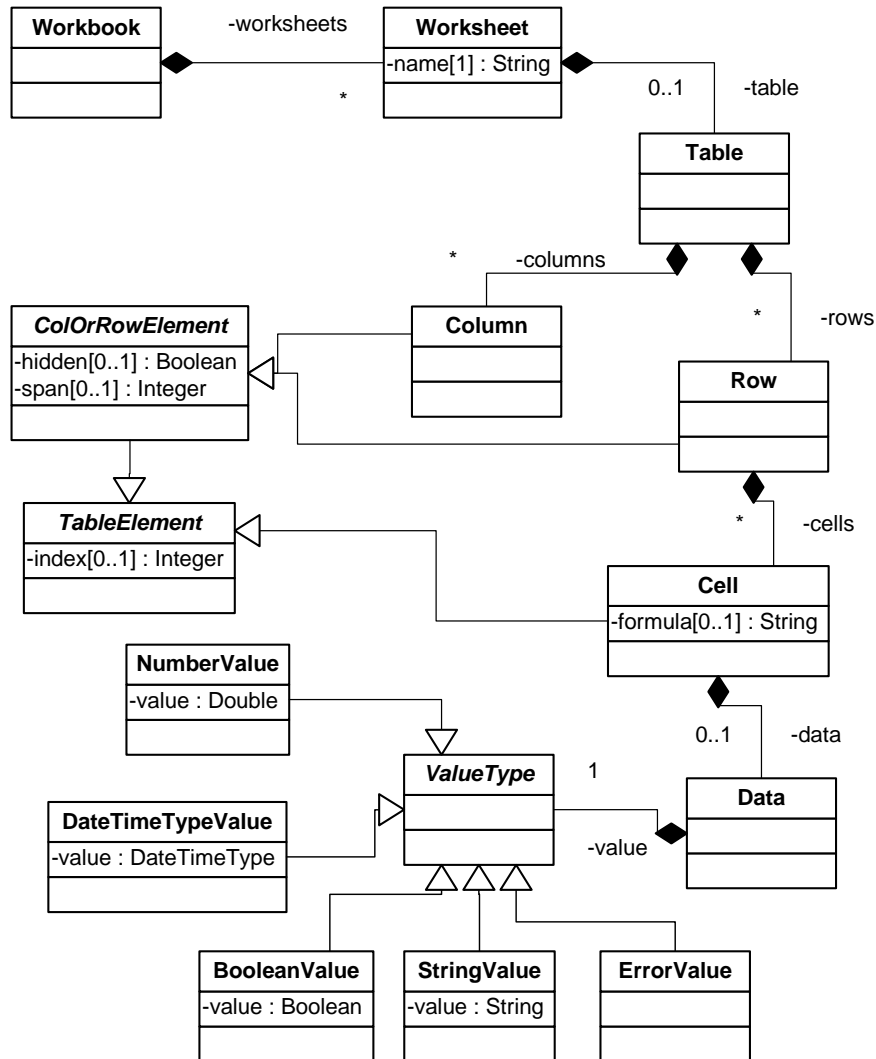 Workbook
-worksheets
*
Worksheet
-name[1] : String
0..1
-table
Table
*
-columns
*
-rows
ColOrRowElement
-hidden[0..1] : Boolean
-span[0..1] : Integer
Column
Row
TableElement
-index[0..1] : Integer
*
-cells
Cell
-formula[0..1] : String
NumberValue
-value : Double
0..1
-data
ValueType
1
-value
Data
DateTimeTypeValue
-value : DateTimeType
BooleanValue
-value : Boolean
StringValue
-value : String
ErrorValue